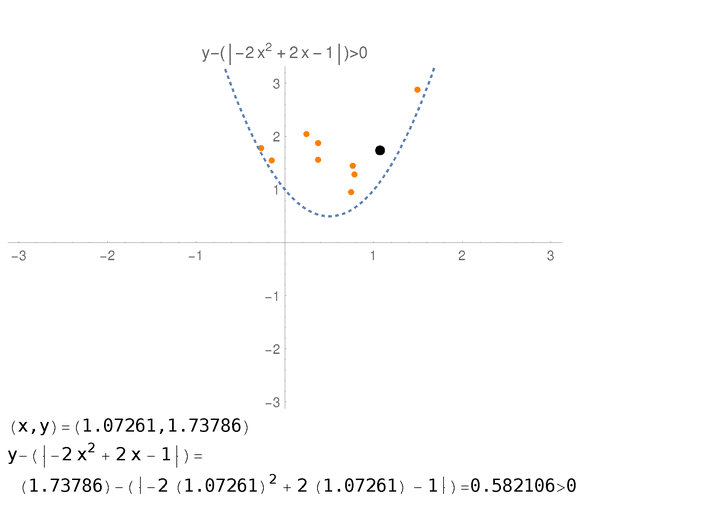 y−(|−2 x² + 2 x − 1|)>0
3
2
1
−3 −2 −1 1 2 3
−1
−2
−3
(x,y)=(1.07261,1.73786)
y−(|−2 x² + 2 x − 1|)=
(1.73786)−(|−2 (1.07261)² + 2 (1.07261) − 1|)=0.582106>0